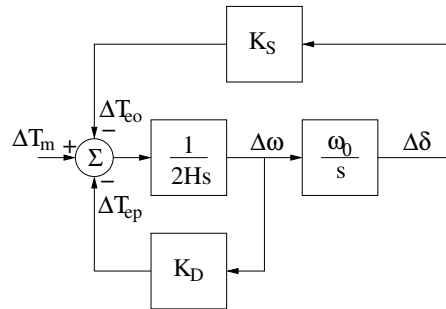 K_S
ΔT_eo
−
ΔT_m + Σ 1/2Hs Δω ω_0/s Δδ
−
ΔT_ep
K_D